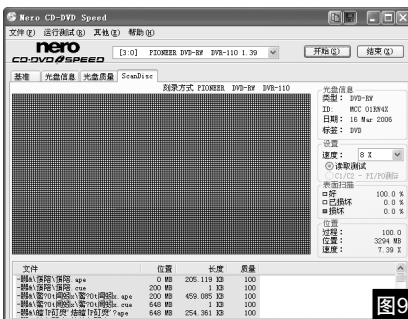 Nero CD-DVD Speed
文件(F) 运行测试(R) 其他(E) 帮助(H)
nero
CD-DVD SPEED
[3:0] PIONEER DVD-RW DVR-110 1.39
开始(S) 结束(X)
基准 光盘信息 光盘质量 ScanDisc
刻录方式 PIONEER DVD-RW DVR-110
光盘信息
类型: DVD-RW
ID: MCC 01RW4X
日期: 16 Mar 2006
标签: DVD
设置
速度: 8 X
读取测试
C1/C2 - PI/PO测试
表面扫描
好 100.0 %
已损坏 0.0 %
损坏 0.0 %
位置
过程: 100.0
位置: 3294 MB
速度: 7.39 X
文件 位置 长度 质量
.ape 0 MB 205.119 KB 100
.cue 200 MB 1 KB 100
.ape 200 MB 459.085 KB 100
.cue 648 MB 1 KB 100
?ape 648 MB 254.361 KB 100
图9